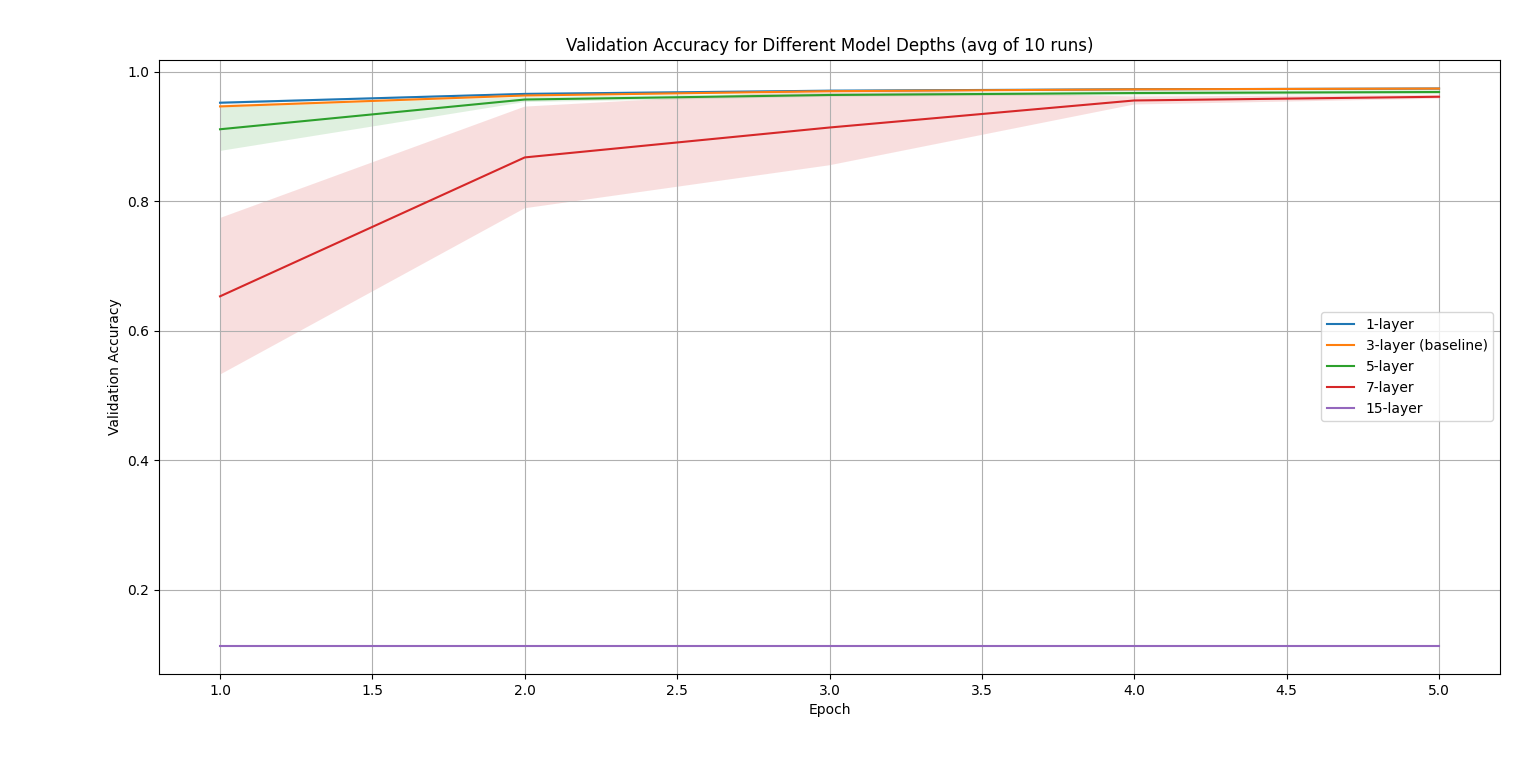 Validation Accuracy for Different Model Depths (avg of 10 runs)
1.0
0.8
0.6
0.4
0.2
Validation Accuracy
1-layer
3-layer (baseline)
5-layer
7-layer
15-layer
1.0 1.5 2.0 2.5 3.0 3.5 4.0 4.5 5.0
Epoch